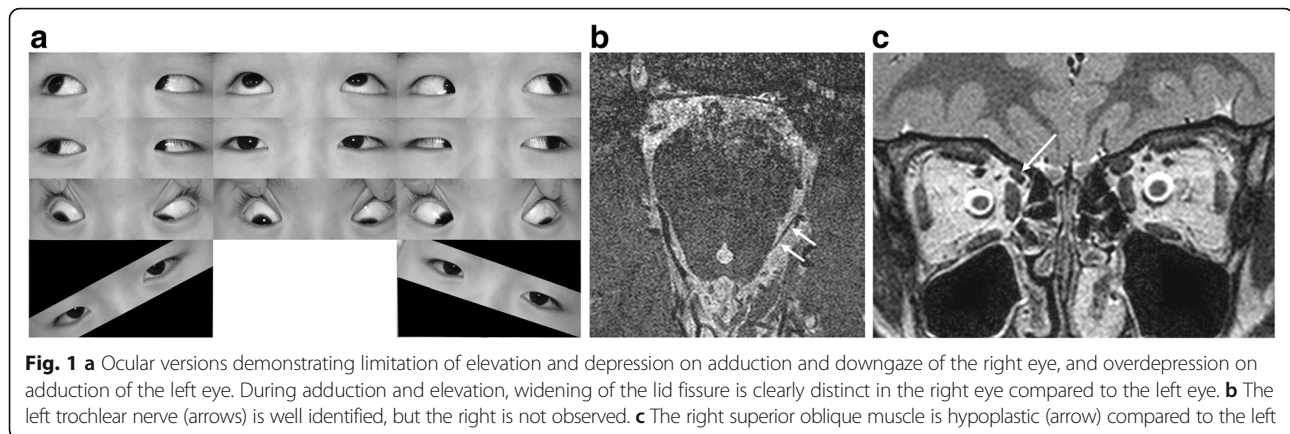 a
b
c
Fig. 1 a Ocular versions demonstrating limitation of elevation and depression on adduction and downgaze of the right eye, and overdepression on
adduction of the left eye. During adduction and elevation, widening of the lid fissure is clearly distinct in the right eye compared to the left eye. b The
left trochlear nerve (arrows) is well identified, but the right is not observed. c The right superior oblique muscle is hypoplastic (arrow) compared to the left